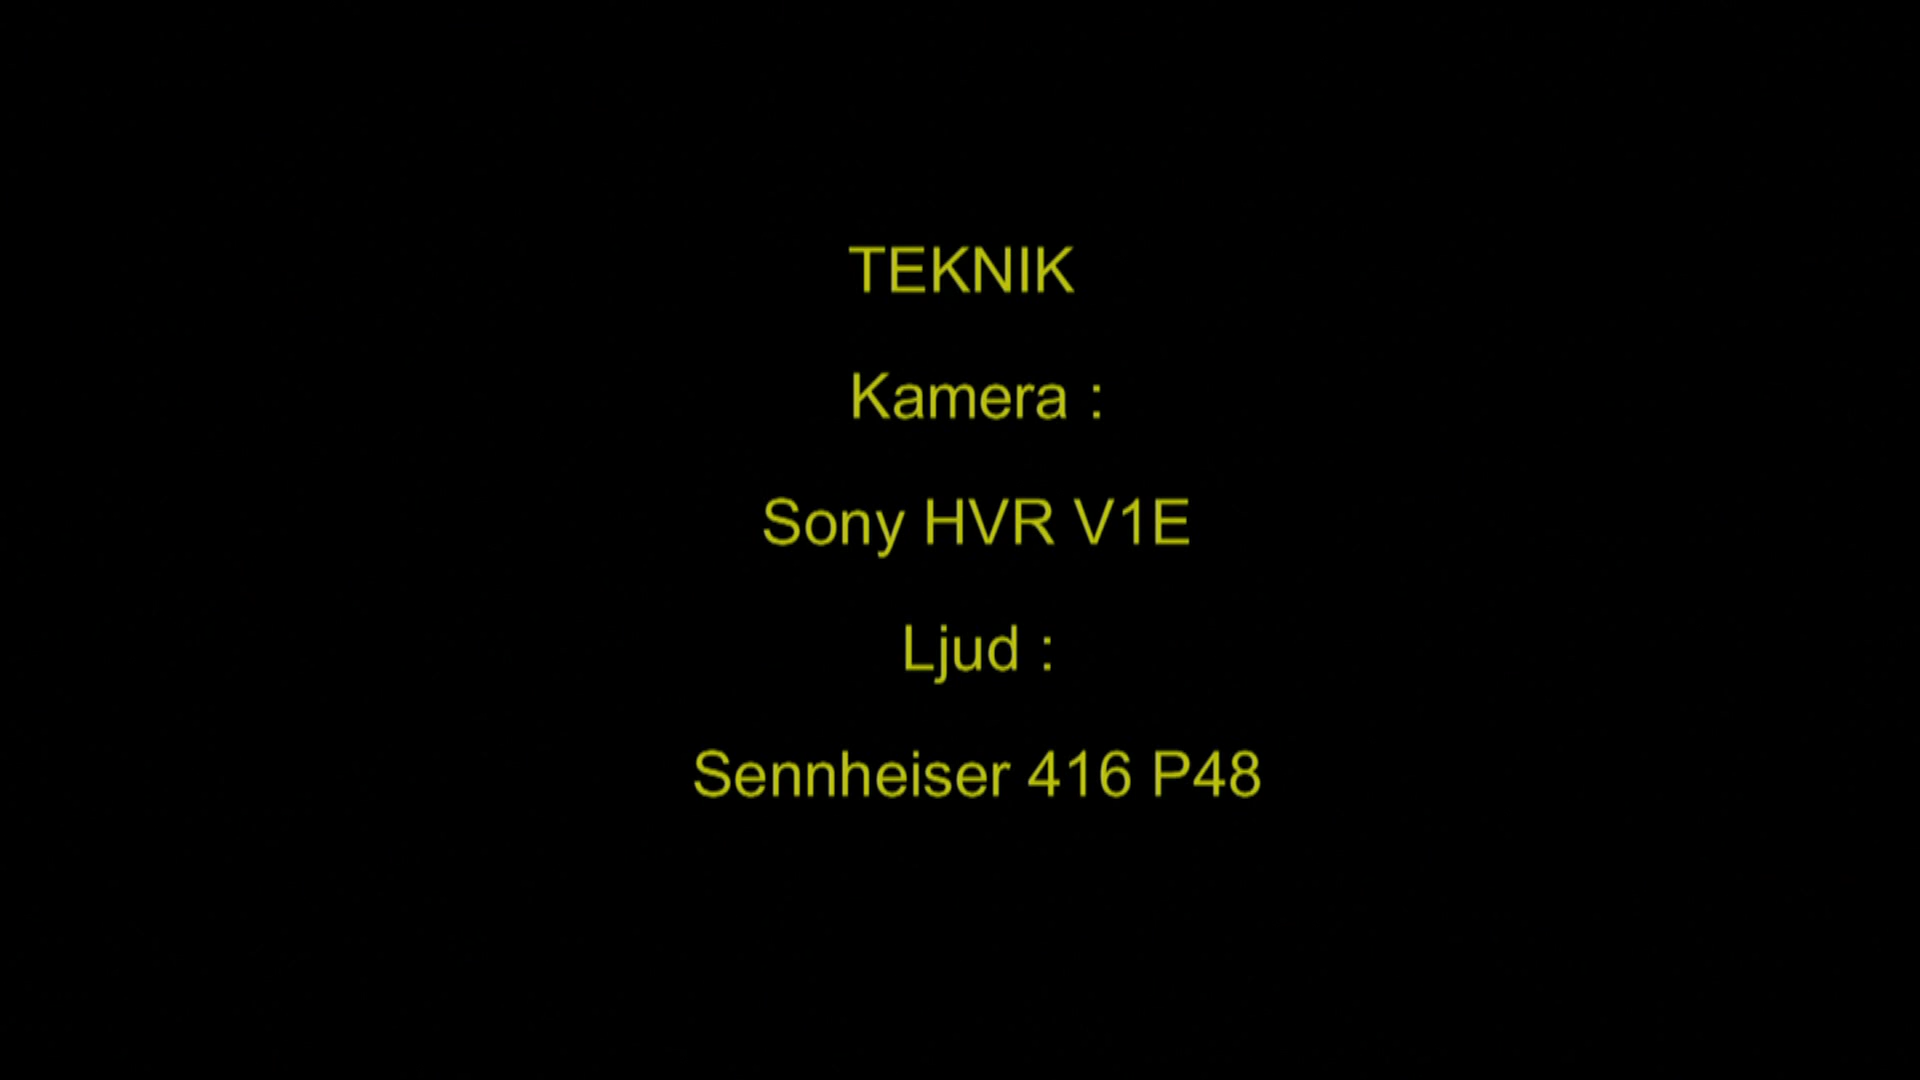 TEKNIK
Kamera :
Sony HVR V1E
Ljud :
Sennheiser 416 P48